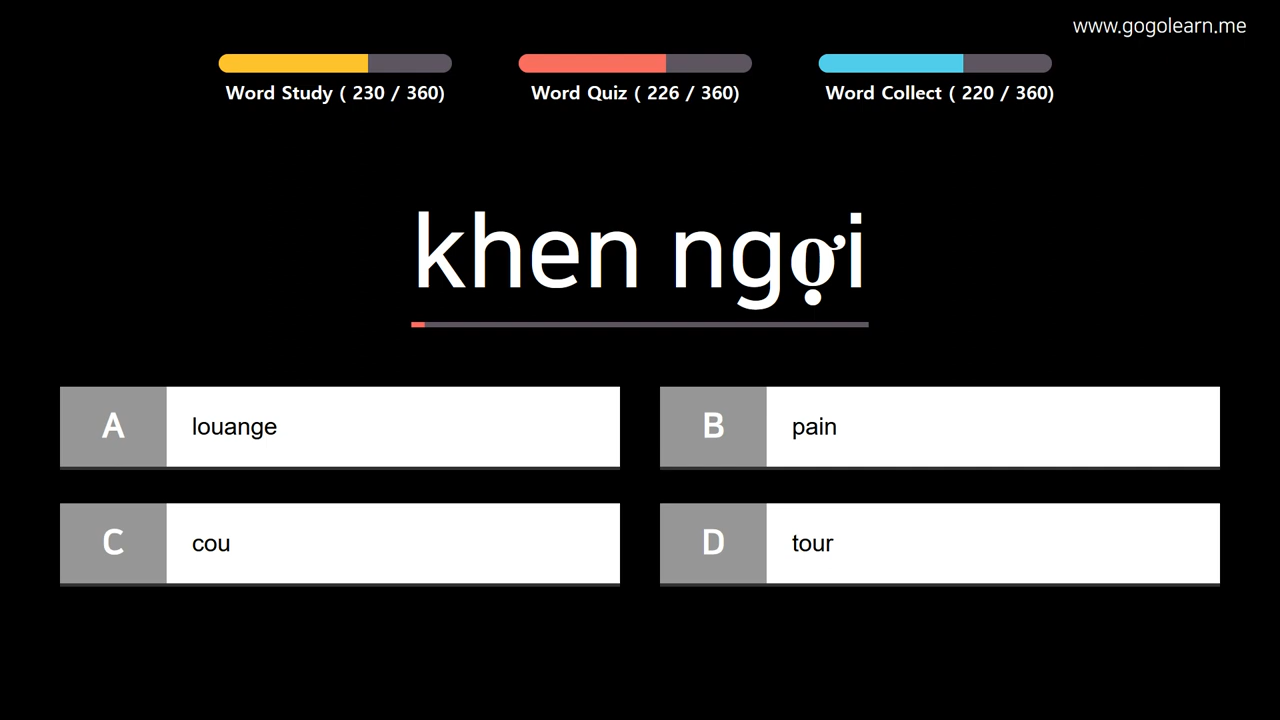 www.gogolearn.me
Word Study ( 230 / 360)
Word Quiz ( 226 / 360)
Word Collect ( 220 / 360)
khen ngợi
A louange
B pain
C cou
D tour